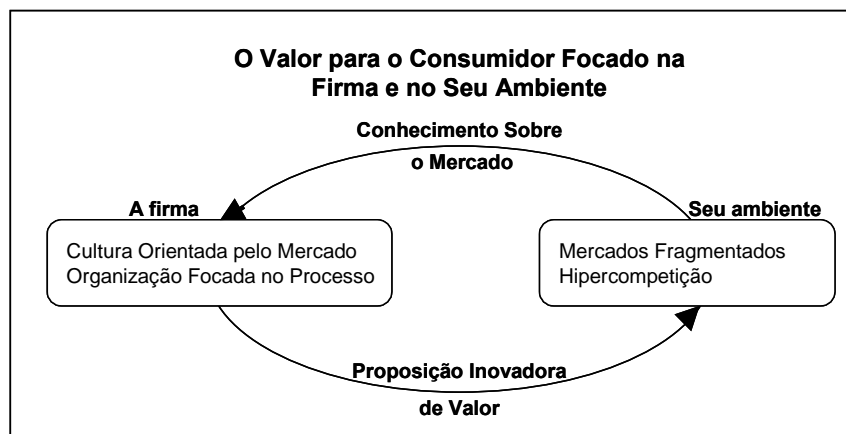 O Valor para o Consumidor Focado na
Firma e no Seu Ambiente
Conhecimento Sobre
o Mercado
A firma
Seu ambiente
Cultura Orientada pelo Mercado
Organização Focada no Processo
Mercados Fragmentados
Hipercompetição
Proposição Inovadora
de Valor